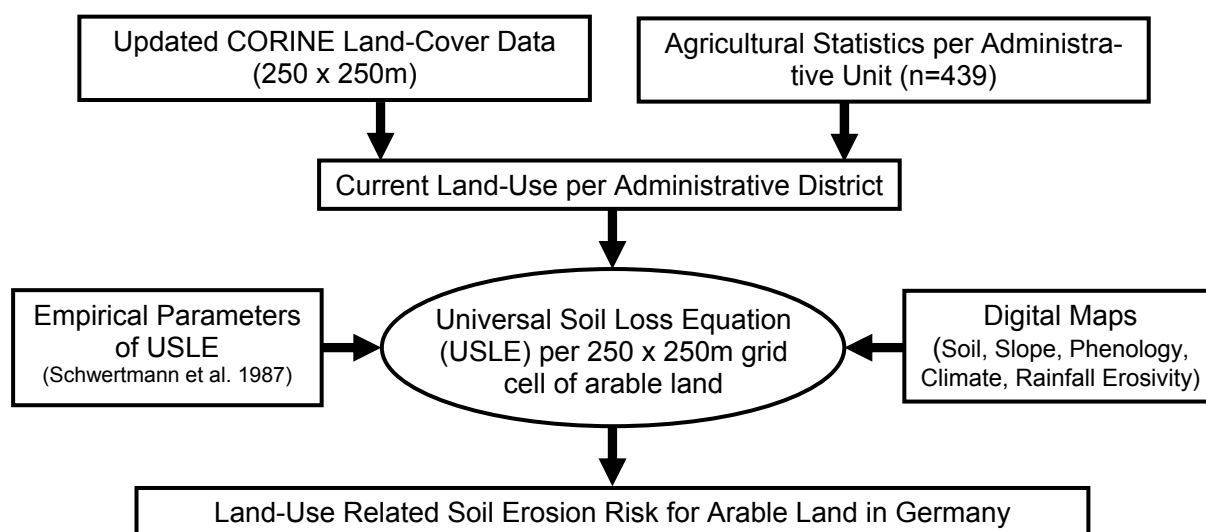 Updated CORINE Land-Cover Data
(250 x 250m)
Agricultural Statistics per Administra-
tive Unit (n=439)
Current Land-Use per Administrative District
Empirical Parameters
of USLE
(Schwertmann et al. 1987)
Universal Soil Loss Equation
(USLE) per 250 x 250m grid
cell of arable land
Digital Maps
(Soil, Slope, Phenology,
Climate, Rainfall Erosivity)
Land-Use Related Soil Erosion Risk for Arable Land in Germany